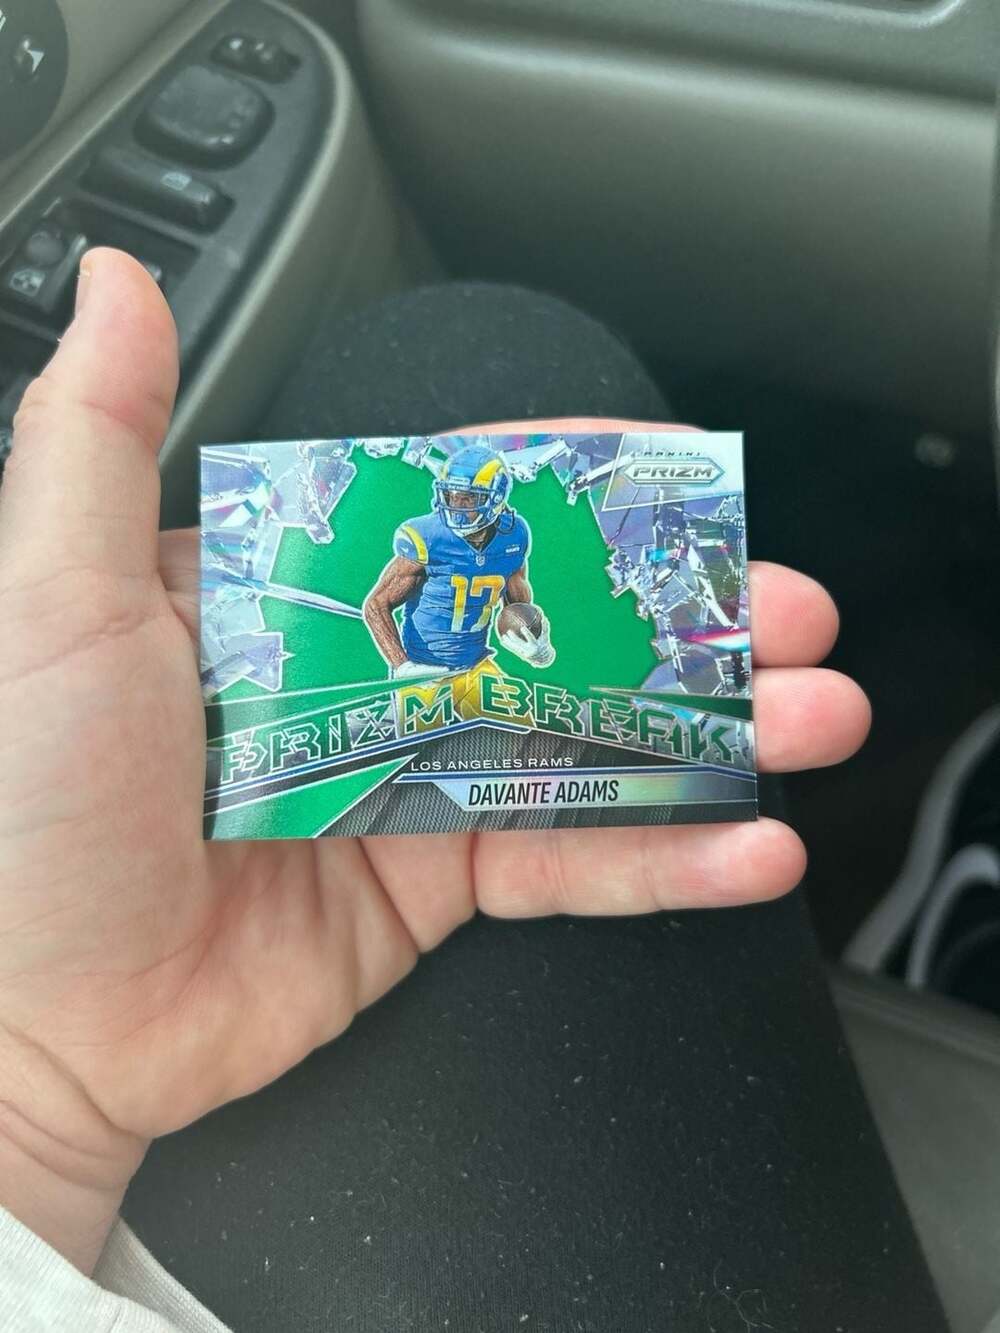 PANINI
PRIZM
17
PRIZM BREAK
LOS ANGELES RAMS
DAVANTE ADAMS